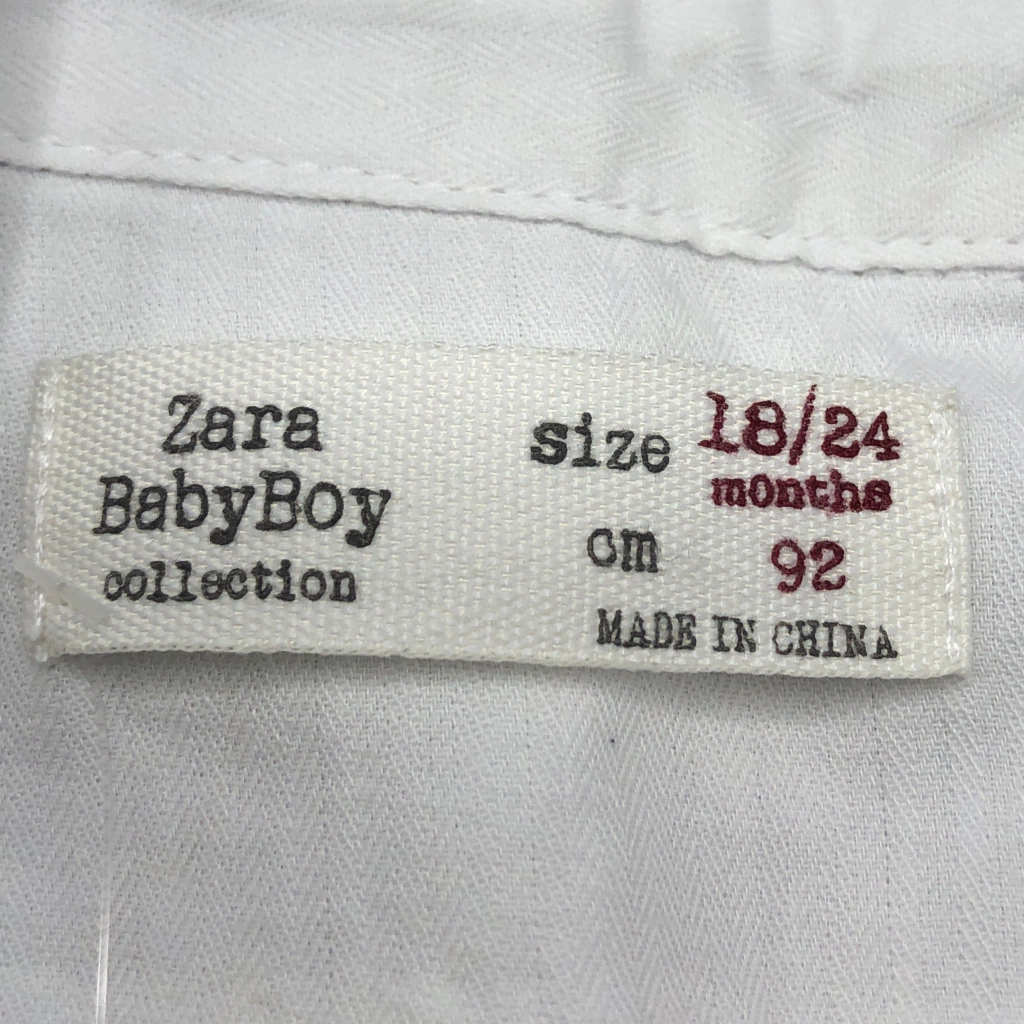 Zara
BabyBoy
collection
size 18/24
months
cm 92
MADE IN CHINA